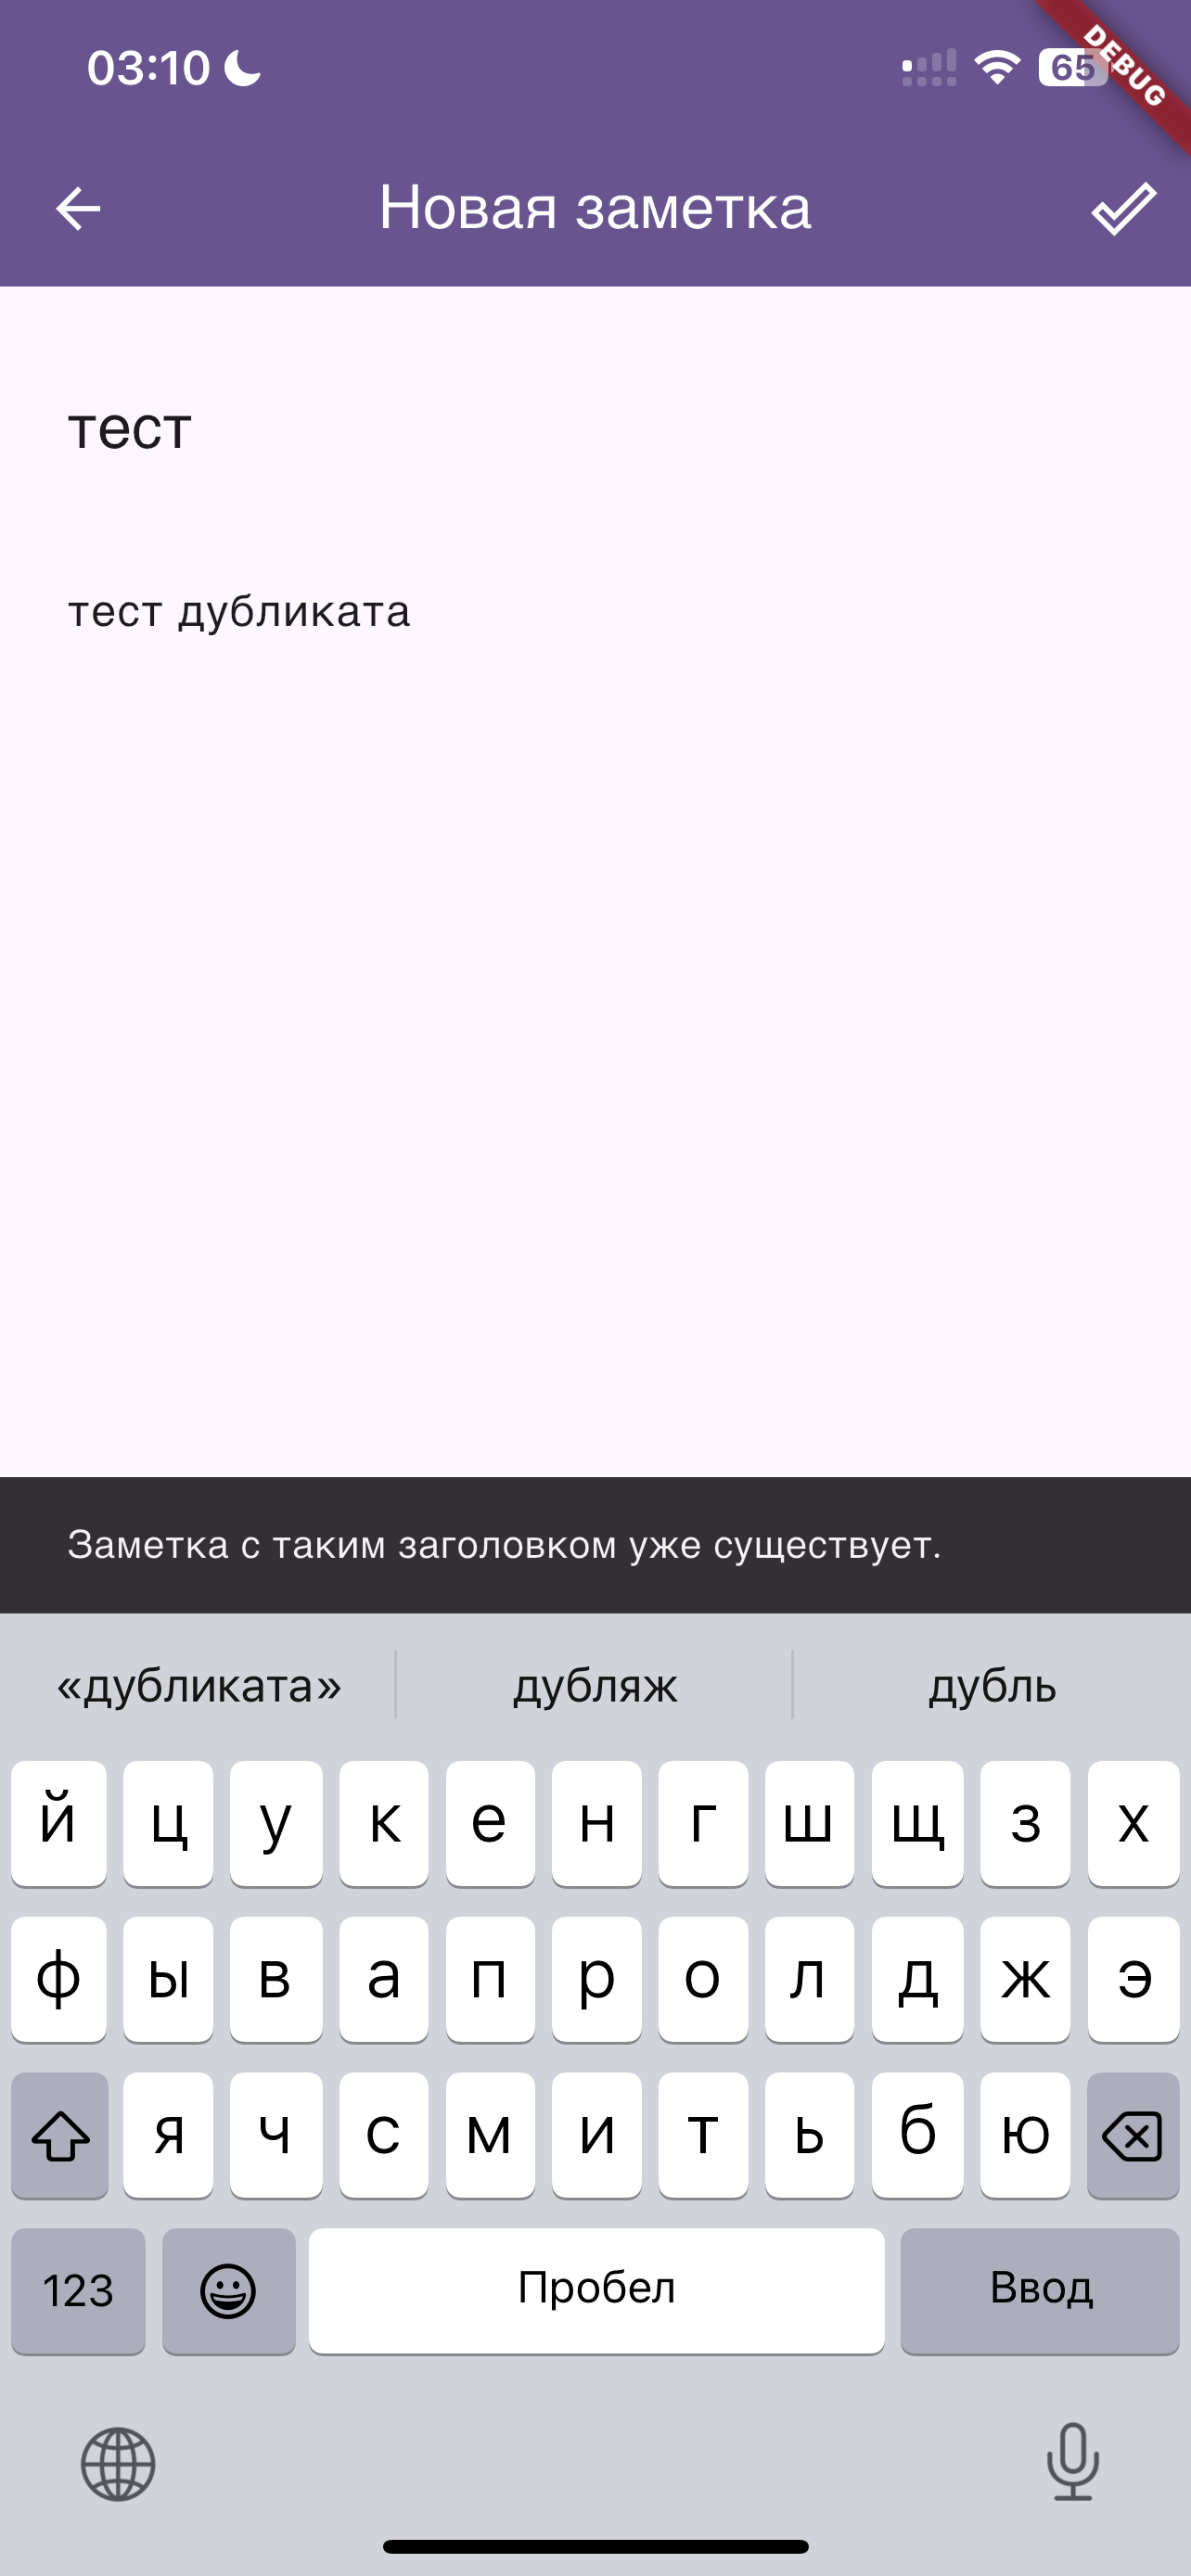 03:10
65
DEBUG
Новая заметка
тест
тест дубликата
Заметка с таким заголовком уже существует.
«дубликата» дубляж дубль
й ц у к е н г ш щ з х
ф ы в а п р о л д ж э
я ч с м и т ь б ю
123 Пробел Ввод